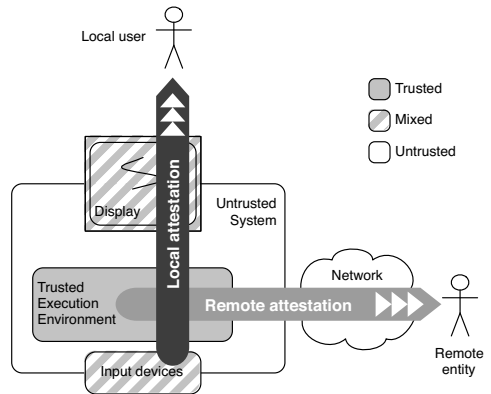 Local user
Trusted
Mixed
Untrusted
Display
Untrusted
System
Local attestation
Trusted
Execution
Environment
Remote attestation
Network
Input devices
Remote
entity